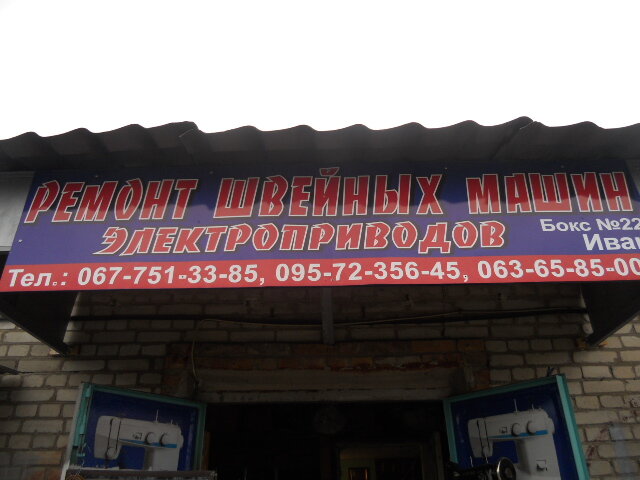 РЕМОНТ ШВЕЙНЫХ МАШИН
ЭЛЕКТРОПРИВОДОВ
Бокс №22
Тел.: 067-751-33-85, 095-72-356-45, 063-65-85-00